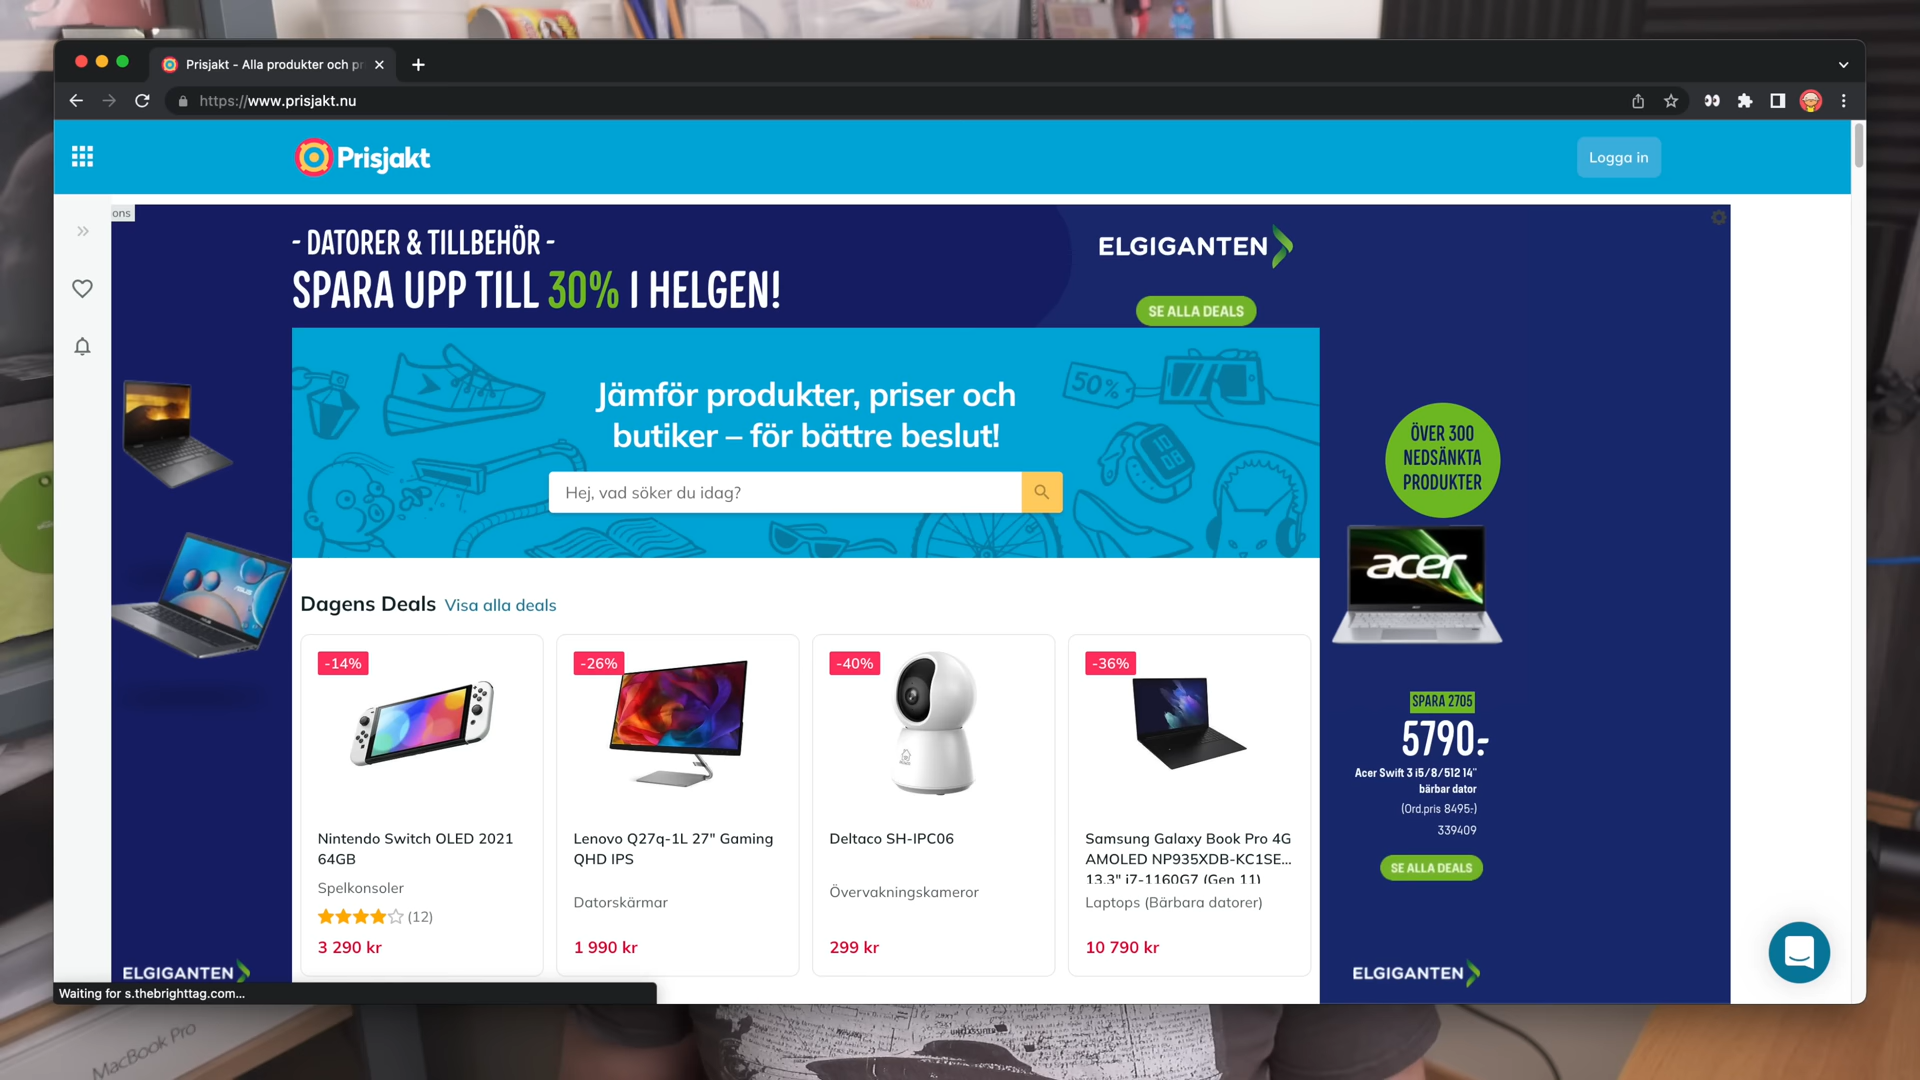 Prisjakt - Alla produkter och pr
https://www.prisjakt.nu
Prisjakt
Logga in
ons
- DATORER & TILLBEHÖR -
SPARA UPP TILL 30% I HELGEN!
ELGIGANTEN
SE ALLA DEALS
Jämför produkter, priser och
butiker – för bättre beslut!
50%
Hej, vad söker du idag?
ÖVER 300
NEDSÄNKTA
PRODUKTER
acer
SPARA 2705
5790:-
Acer Swift 3 i5/8/512 14"
bärbar dator
(Ord.pris 8495:-)
339409
SE ALLA DEALS
ELGIGANTEN
Dagens Deals Visa alla deals
-14%
Nintendo Switch OLED 2021
64GB
Spelkonsoler
(12)
3 290 kr
-26%
Lenovo Q27q-1L 27" Gaming
QHD IPS
Datorskärmar
1 990 kr
-40%
Deltaco SH-IPC06
Övervakningskameror
299 kr
-36%
Samsung Galaxy Book Pro 4G
AMOLED NP935XDB-KC1SE...
13.3" i7-1160G7 (Gen 11)
Laptops (Bärbara datorer)
10 790 kr
ELGIGANTEN
Waiting for s.thebrighttag.com...
MacBook Pro